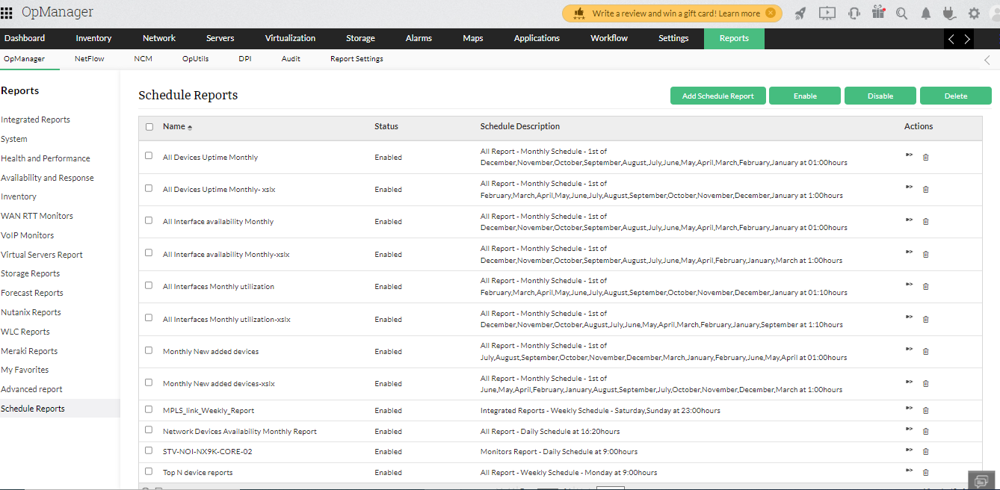 OpManager
Write a review and win a gift card! Learn more
Dashboard Inventory Network Servers Virtualization Storage Alarms Maps Applications Workflow Settings Reports
OpManager NetFlow NCM OpUtils DPI Audit Report Settings
Reports
Integrated Reports
System
Health and Performance
Availability and Response
Inventory
WAN RTT Monitors
VoIP Monitors
Virtual Servers Report
Storage Reports
Forecast Reports
Nutanix Reports
WLC Reports
Meraki Reports
My Favorites
Advanced report
Schedule Reports
Schedule Reports
Add Schedule Report Enable Disable Delete
Name Status Schedule Description Actions
All Devices Uptime Monthly Enabled All Report - Monthly Schedule - 1st of
December,November,October,September,August,July,June,May,April,March,February,January at 01:00hours
All Devices Uptime Monthly- xslx Enabled All Report - Monthly Schedule - 1st of
February,March,April,May,June,July,August,September,October,November,December,January at 1:00hours
All Interface availability Monthly Enabled All Report - Monthly Schedule - 1st of
December,November,October,September,August,July,June,May,April,March,February,January at 01:00hours
All Interface availability Monthly-xslx Enabled All Report - Monthly Schedule - 1st of
December,November,October,September,August,July,June,May,April,February,January,March at 1:00hours
All Interfaces Monthly utilization Enabled All Report - Monthly Schedule - 1st of
February,March,April,May,June,July,August,September,October,November,December,January at 01:10hours
All Interfaces Monthly utilization-xslx Enabled All Report - Monthly Schedule - 1st of
December,November,October,August,July,June,May,April,March,February,January,September at 1:10hours
Monthly New added devices Enabled All Report - Monthly Schedule - 1st of
July,August,September,October,November,December,March,January,February,June,May,April at 01:00hours
Monthly New added devices-xslx Enabled All Report - Monthly Schedule - 1st of
June,May,April,February,January,August,September,July,October,November,December,March at 1:00hours
MPLS_link_Weekly_Report Enabled Integrated Reports - Weekly Schedule - Saturday,Sunday at 23:00hours
Network Devices Availability Monthly Report Enabled All Report - Daily Schedule at 16:20hours
STV-NOI-NX9K-CORE-02 Enabled Monitors Report - Daily Schedule at 9:00hours
Top N device reports Enabled All Report - Weekly Schedule - Monday at 9:00hours